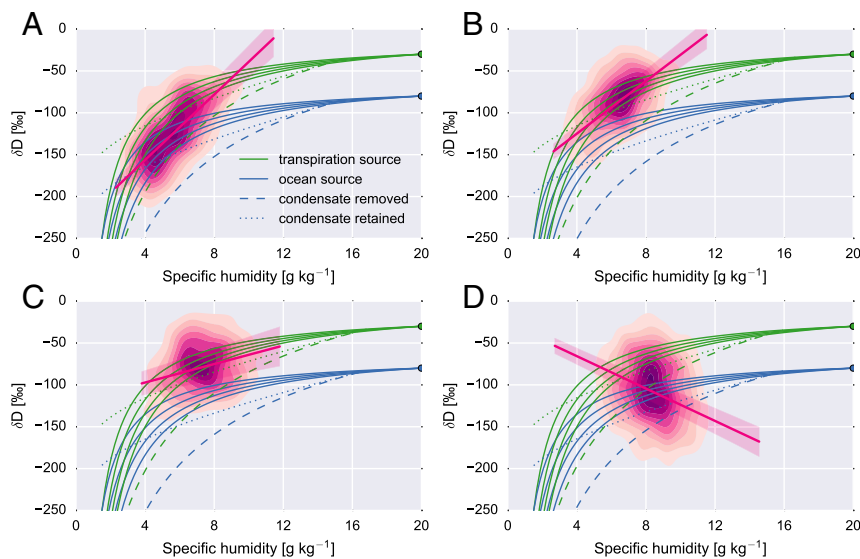 A
0
−50
−100
−150
−200
−250
δD [‰]
transpiration source
ocean source
condensate removed
condensate retained
0 4 8 12 16 20
Specific humidity [g kg⁻¹]
B
0
−50
−100
−150
−200
−250
δD [‰]
0 4 8 12 16 20
Specific humidity [g kg⁻¹]
C
0
−50
−100
−150
−200
−250
δD [‰]
0 4 8 12 16 20
Specific humidity [g kg⁻¹]
D
0
−50
−100
−150
−200
−250
δD [‰]
0 4 8 12 16 20
Specific humidity [g kg⁻¹]